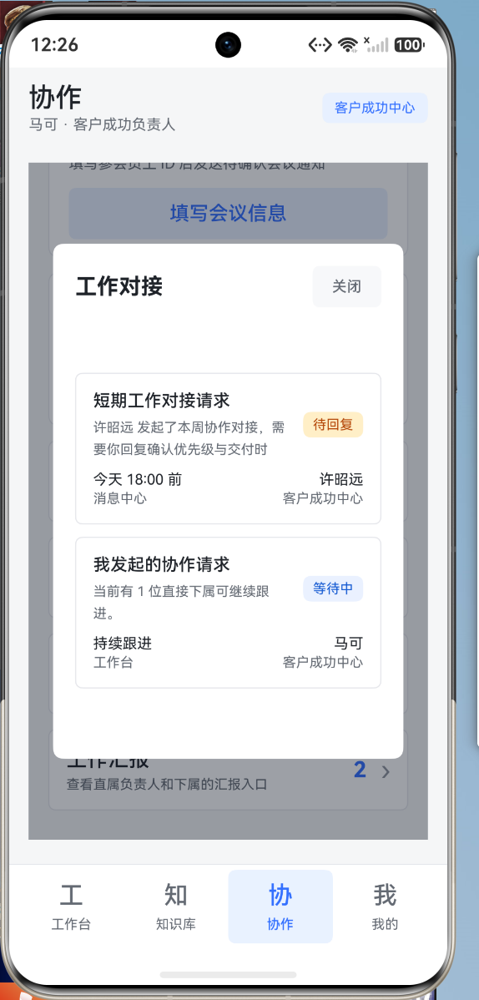 12:26
100
协作
马可 · 客户成功负责人
客户成功中心
填写参会员工 ID 后发送待确认会议通知
填写会议信息
工作对接
关闭
短期工作对接请求
许昭远 发起了本周协作对接，需
要你回复确认优先级与交付时
待回复
今天 18:00 前
许昭远
消息中心
客户成功中心
我发起的协作请求
当前有 1 位直接下属可继续跟
进。
等待中
持续跟进
马可
工作台
客户成功中心
工作汇报
查看直属负责人和下属的汇报入口
2
工
知
协
我
工作台
知识库
协作
我的